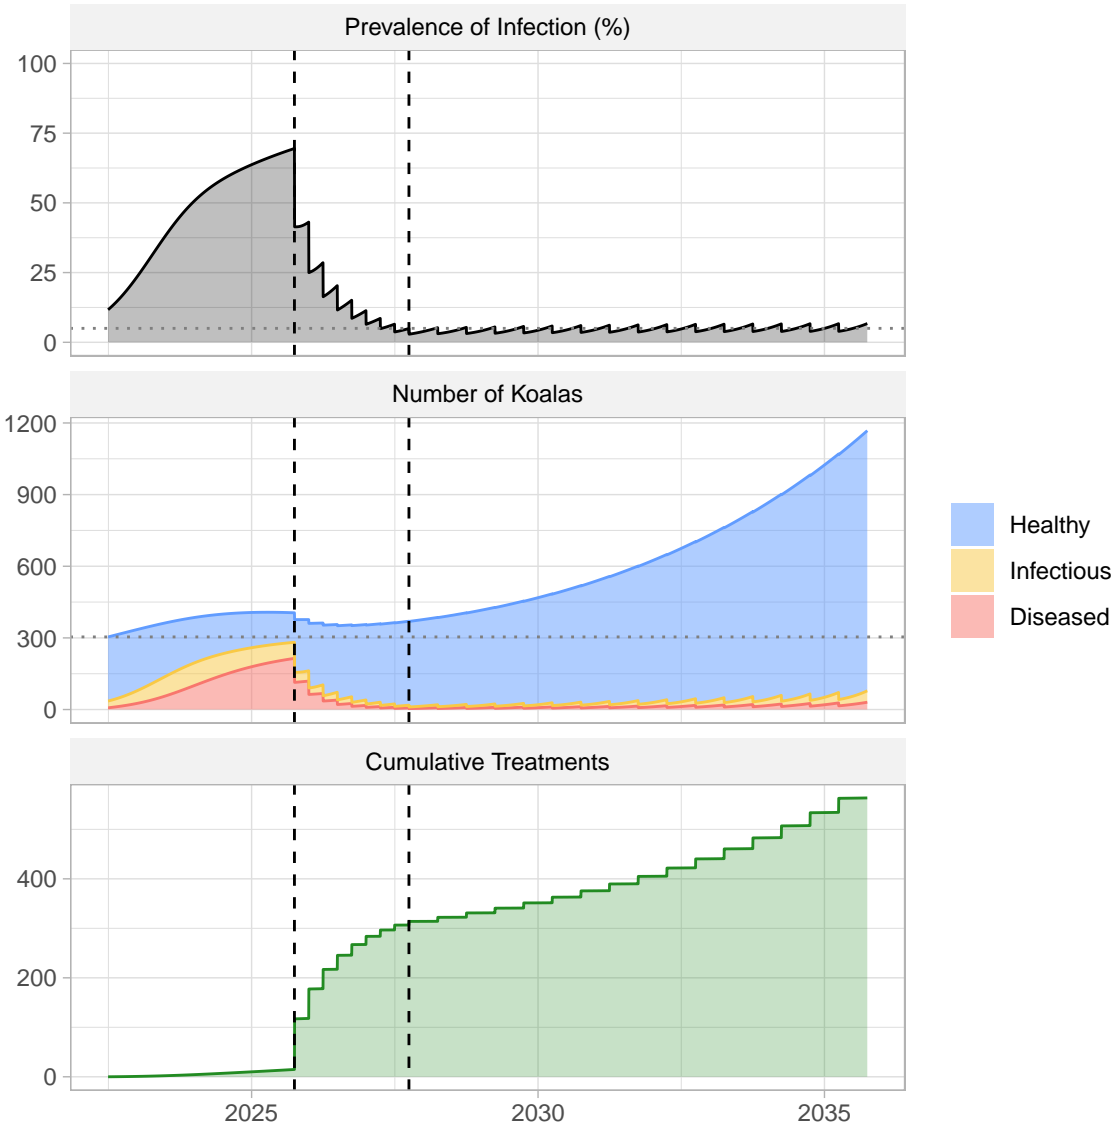 Prevalence of Infection (%)
100
75
50
25
0
Number of Koalas
1200
900
600
300
0
Healthy
Infectious
Diseased
Cumulative Treatments
400
200
0
2025 2030 2035